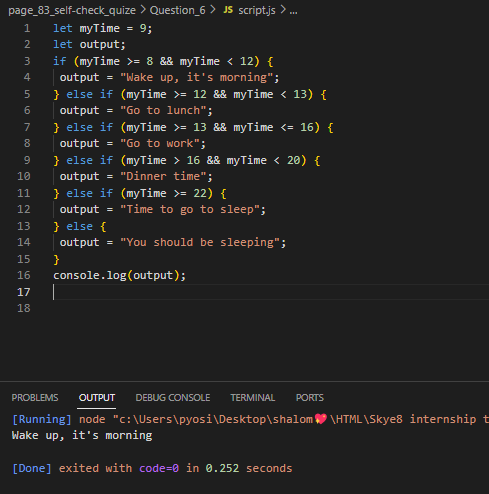 page_83_self-check_quize > Question_6 > JS script.js > ...
1 let myTime = 9;
2 let output;
3 if (myTime >= 8 && myTime < 12) {
4 output = "Wake up, it's morning";
5 } else if (myTime >= 12 && myTime < 13) {
6 output = "Go to lunch";
7 } else if (myTime >= 13 && myTime <= 16) {
8 output = "Go to work";
9 } else if (myTime > 16 && myTime < 20) {
10 output = "Dinner time";
11 } else if (myTime >= 22) {
12 output = "Time to go to sleep";
13 } else {
14 output = "You should be sleeping";
15 }
16 console.log(output);
17
18
PROBLEMS OUTPUT DEBUG CONSOLE TERMINAL PORTS
[Running] node "c:\Users\pyosi\Desktop\shalom💖\HTML\Skye8 internship t
Wake up, it's morning
[Done] exited with code=0 in 0.252 seconds